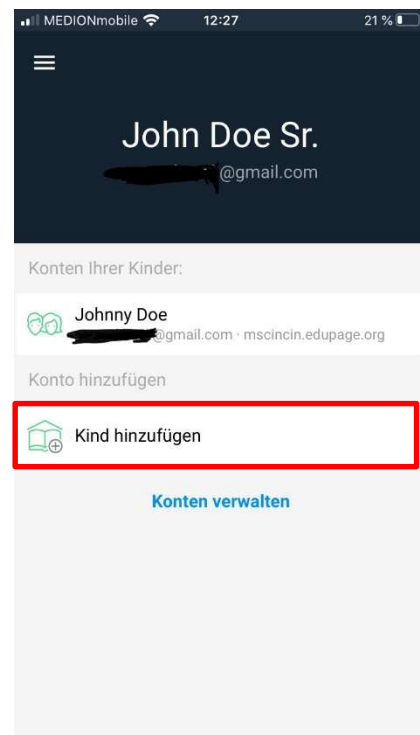 MEDIONmobile 12:27 21 %
John Doe Sr.
@gmail.com
Konten Ihrer Kinder:
Johnny Doe
@gmail.com · mscincin.edupage.org
Konto hinzufügen
Kind hinzufügen
Konten verwalten